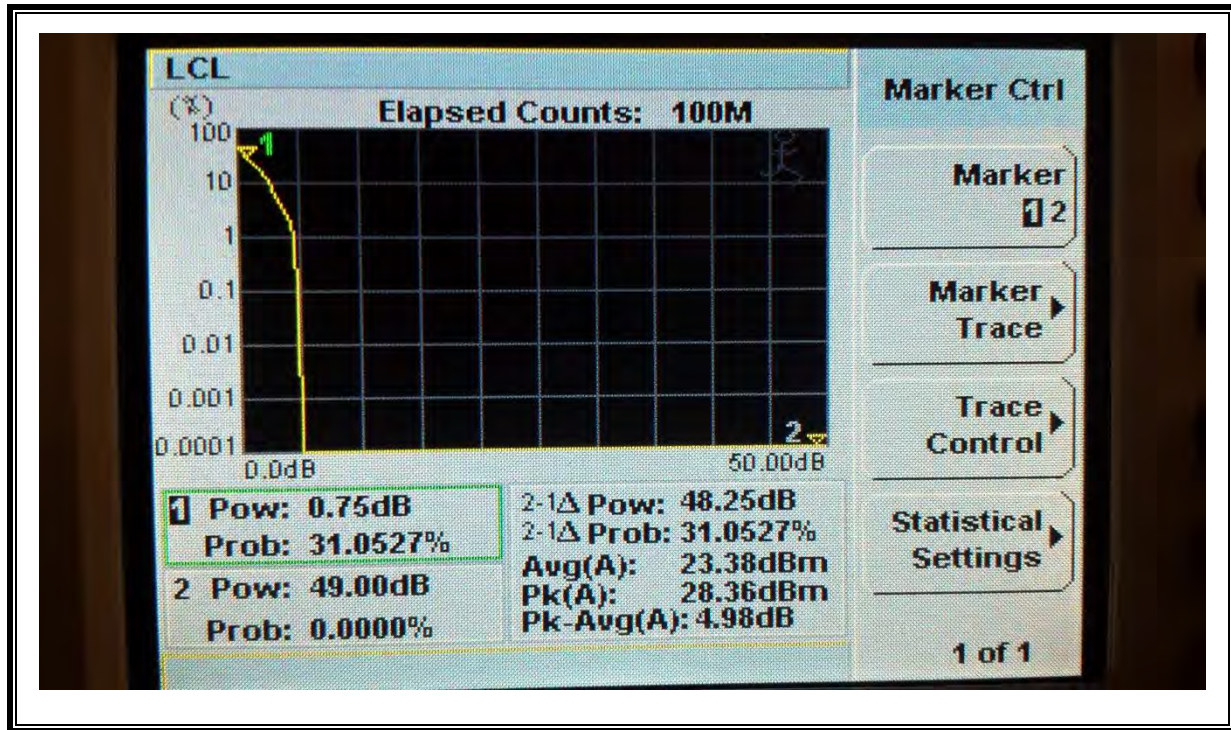 LCL
(%)
Elapsed Counts: 100M
100
10
1
0.1
0.01
0.001
0.0001
1
2
0.0dB
50.00dB
1 Pow: 0.75dB
Prob: 31.0527%
2 Pow: 49.00dB
Prob: 0.0000%
2-1Δ Pow: 48.25dB
2-1Δ Prob: 31.0527%
Avg(A): 23.38dBm
Pk(A): 28.36dBm
Pk-Avg(A): 4.98dB
Marker Ctrl
Marker
1 2
Marker
Trace
Trace
Control
Statistical
Settings
1 of 1